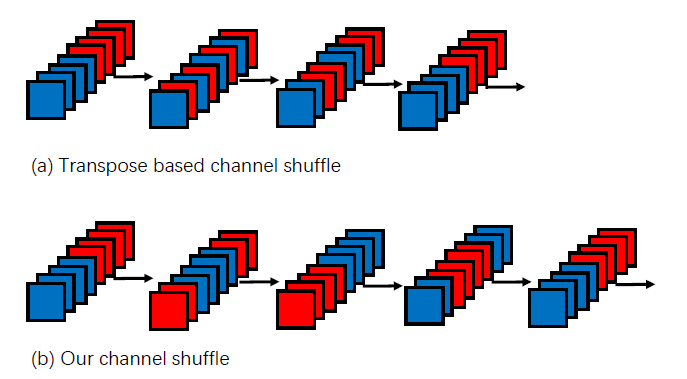 (a) Transpose based channel shuffle
(b) Our channel shuffle